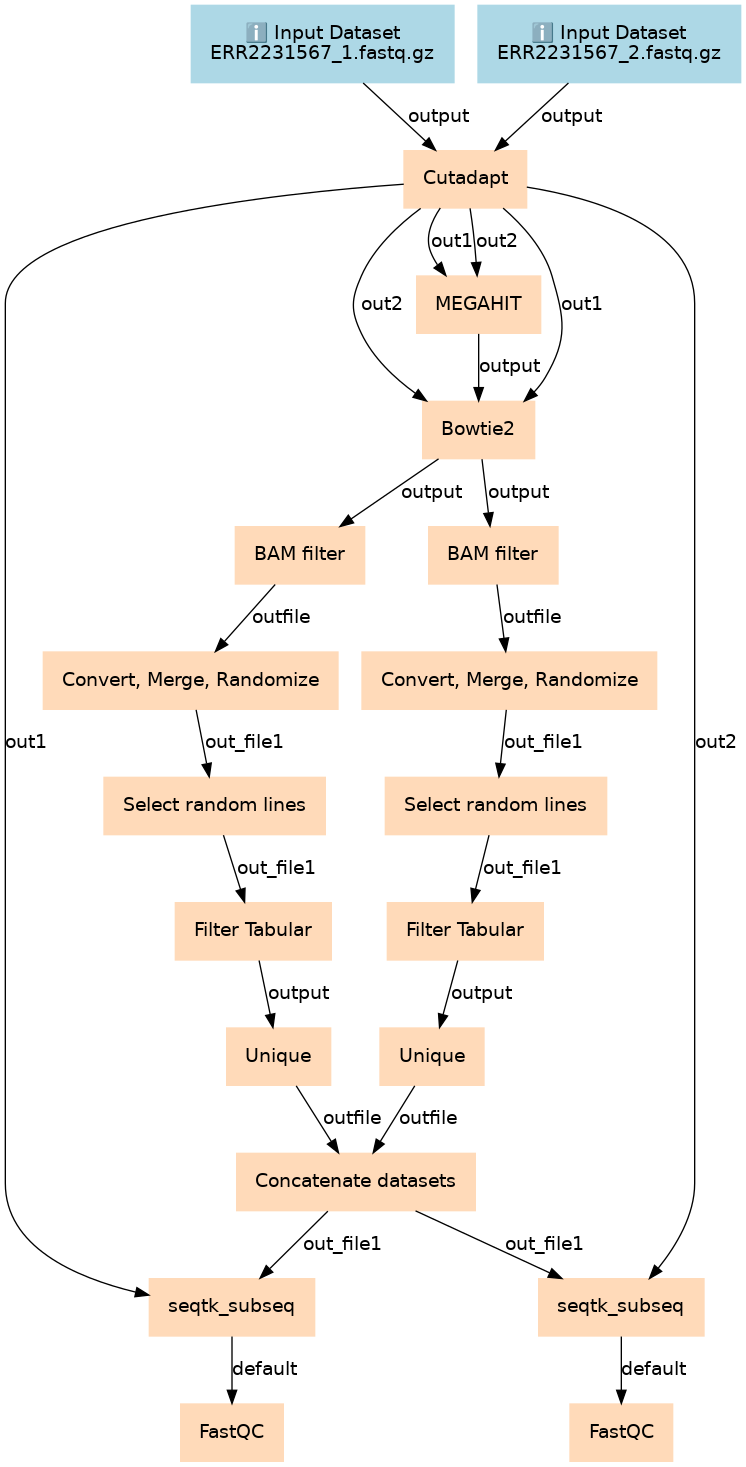 ℹ️ Input Dataset
ERR2231567_1.fastq.gz
ℹ️ Input Dataset
ERR2231567_2.fastq.gz
output
output
Cutadapt
out1
out2
MEGAHIT
out2
out1
output
Bowtie2
output
output
BAM filter
BAM filter
outfile
outfile
Convert, Merge, Randomize
Convert, Merge, Randomize
out1
out_file1
out_file1
out2
Select random lines
Select random lines
out_file1
out_file1
Filter Tabular
Filter Tabular
output
output
Unique
Unique
outfile
outfile
Concatenate datasets
out_file1
out_file1
seqtk_subseq
seqtk_subseq
default
default
FastQC
FastQC